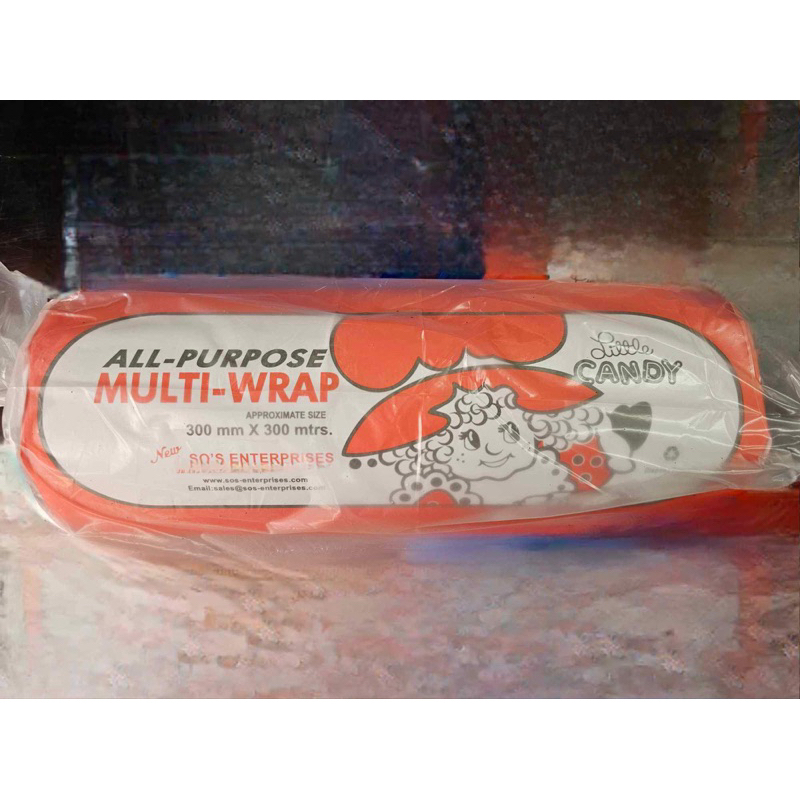 ALL-PURPOSE
MULTI-WRAP
APPROXIMATE SIZE
300 mm X 300 mtrs.
New SO'S ENTERPRISES
www.sos-enterprises.com
Email:sales@sos-enterprises.com
Little
CANDY